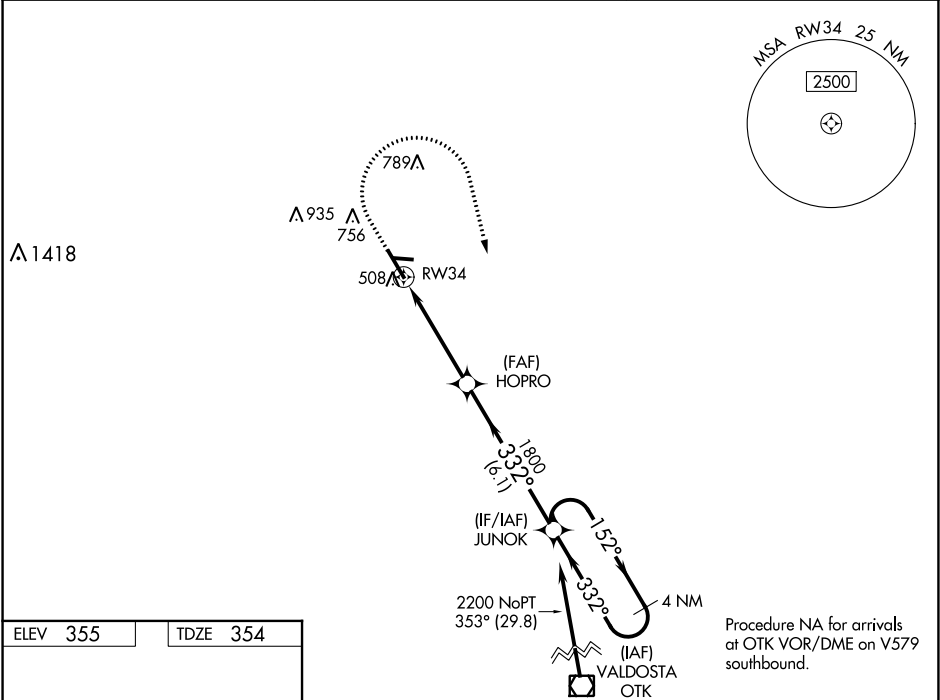 MSA RW34 25 NM
2500
789
935
756
1418
508
RW34
(FAF)
HOPRO
1800
332°
(6.1)
(IF/IAF)
JUNOK
152°
332°
4 NM
2200 NoPT
353° (29.8)
(IAF)
VALDOSTA
OTK
Procedure NA for arrivals
at OTK VOR/DME on V579
southbound.
ELEV 355
TDZE 354